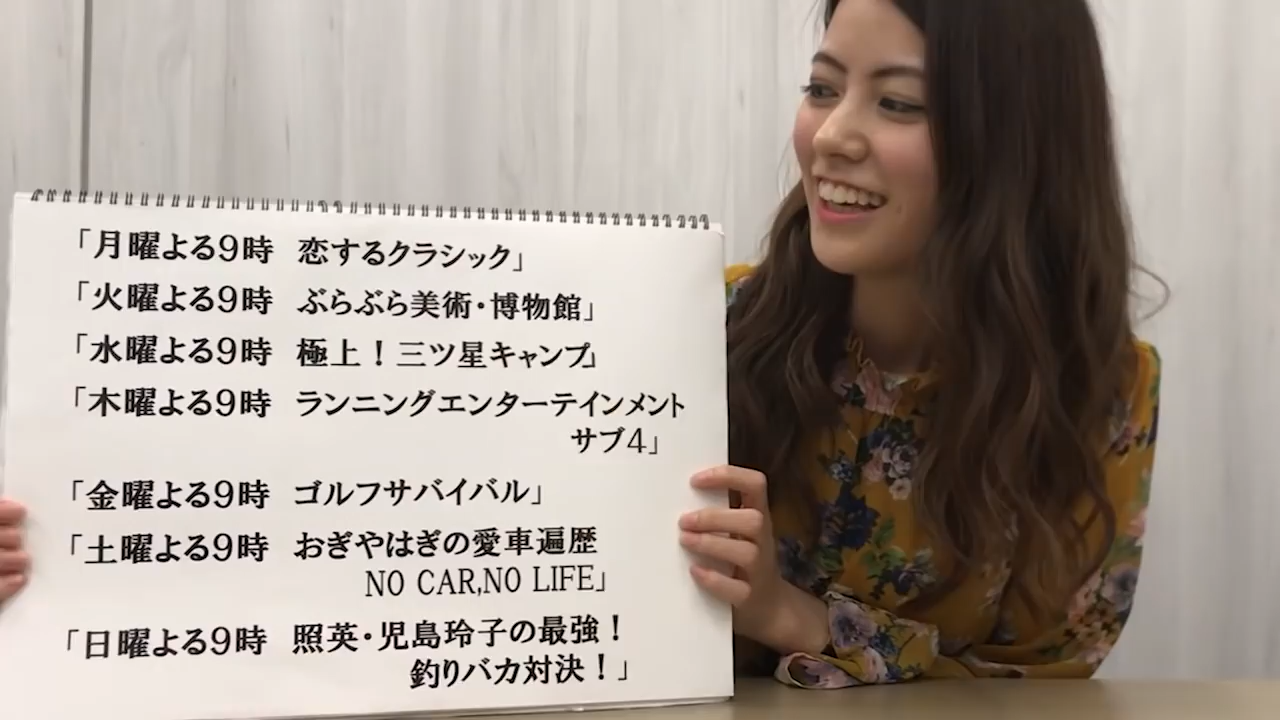 「月曜よる9時 恋するクラシック」
「火曜よる9時 ぶらぶら美術・博物館」
「水曜よる9時 極上!三ツ星キャンプ」
「木曜よる9時 ランニングエンターテインメント
サブ4」
「金曜よる9時 ゴルフサバイバル」
「土曜よる9時 おぎやはぎの愛車遍歴
NO CAR,NO LIFE」
「日曜よる9時 照英・児島玲子の最強!
釣りバカ対決!」